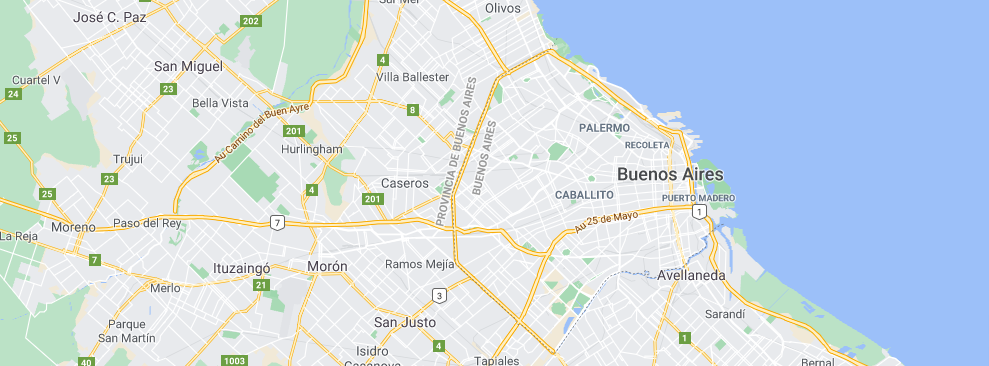 Sur Mer
Olivos
José C. Paz
202
4
San Miguel
Villa Ballester
Cuartel V
23
24
Bella Vista
8
PROVINCIA DE BUENOS AIRES
BUENOS AIRES
Au Camino del Buen Ayre
201
PALERMO
25
Hurlingham
RECOLETA
Trujui
Buenos Aires
23
Caseros
25
4
201
CABALLITO
PUERTO MADERO
1
Au 25 de Mayo
Moreno
Paso del Rey
7
La Reja
7
Ituzaingó
Morón
Ramos Mejía
Avellaneda
Merlo
21
3
Sarandí
Parque
San Martín
San Justo
1
4
Isidro
Casanova
40
1003
Tapiales
Bernal